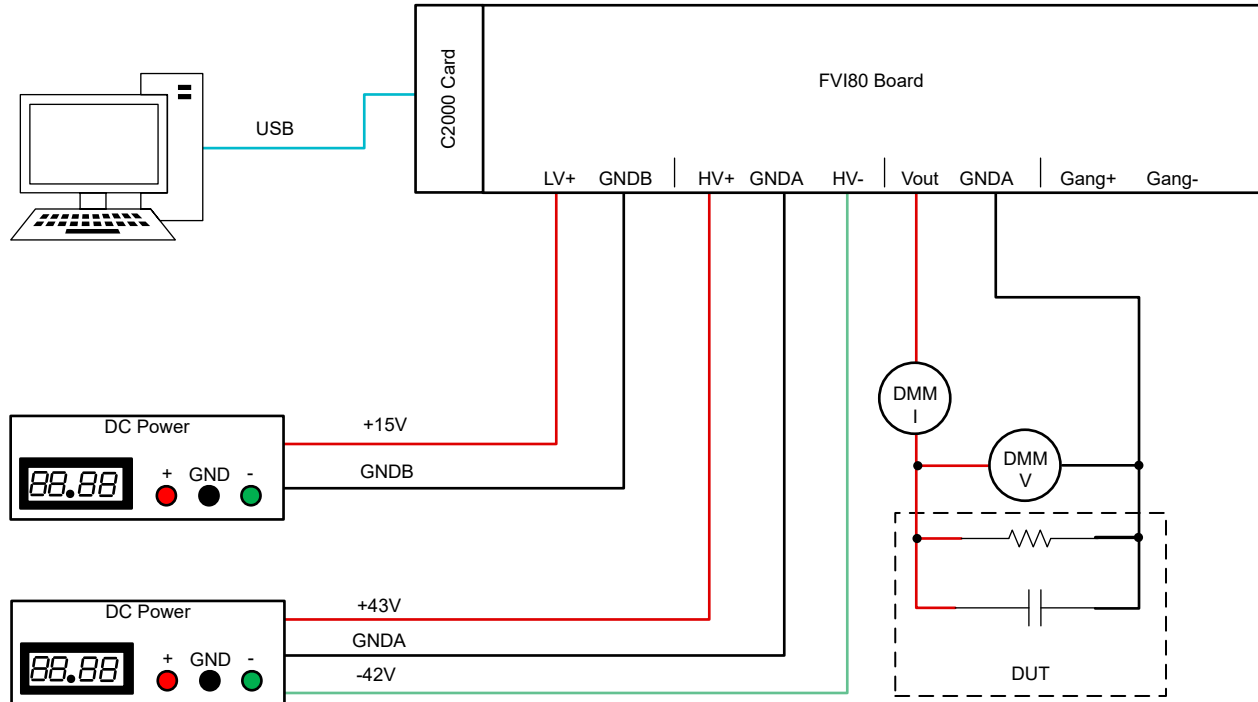 C2000 Card
FVI80 Board
USB
LV+ GNDB HV+ GNDA HV- Vout GNDA Gang+ Gang-
DMM
I
DMM
V
DC Power
88.88
+ GND -
+15V
GNDB
DC Power
88.88
+ GND -
+43V
GNDA
-42V
DUT